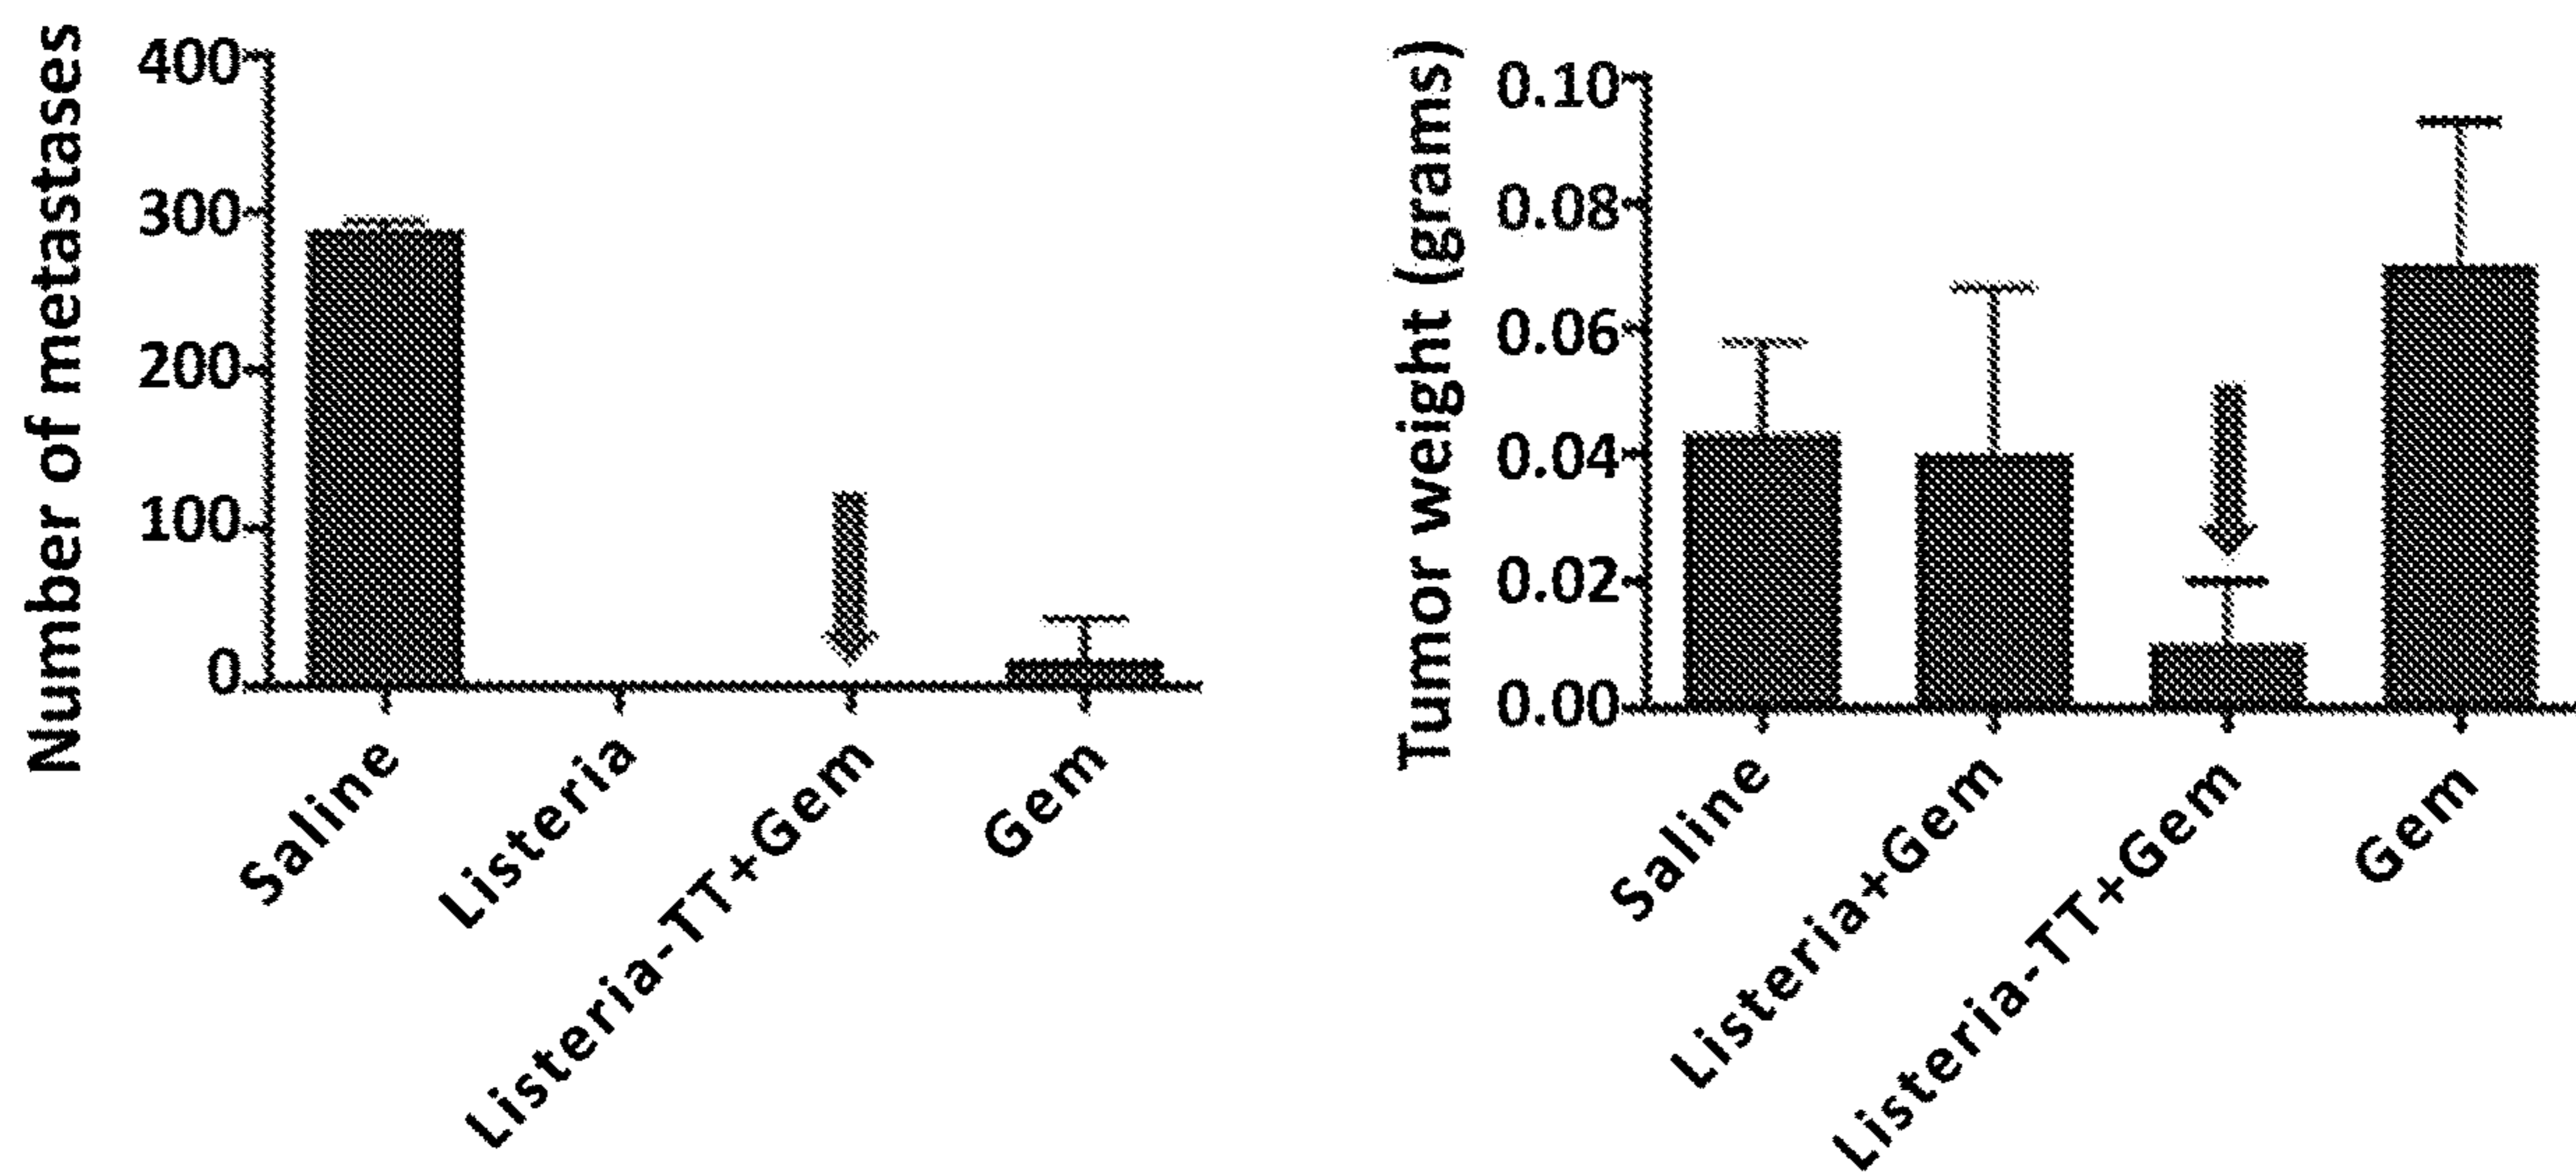 Number of metastases
400
300
200
100
0
Saline
Listeria
Listeria-TT+Gem
Gem
Tumor weight (grams)
0.10
0.08
0.06
0.04
0.02
0.00
Saline
Listeria+Gem
Listeria-TT+Gem
Gem